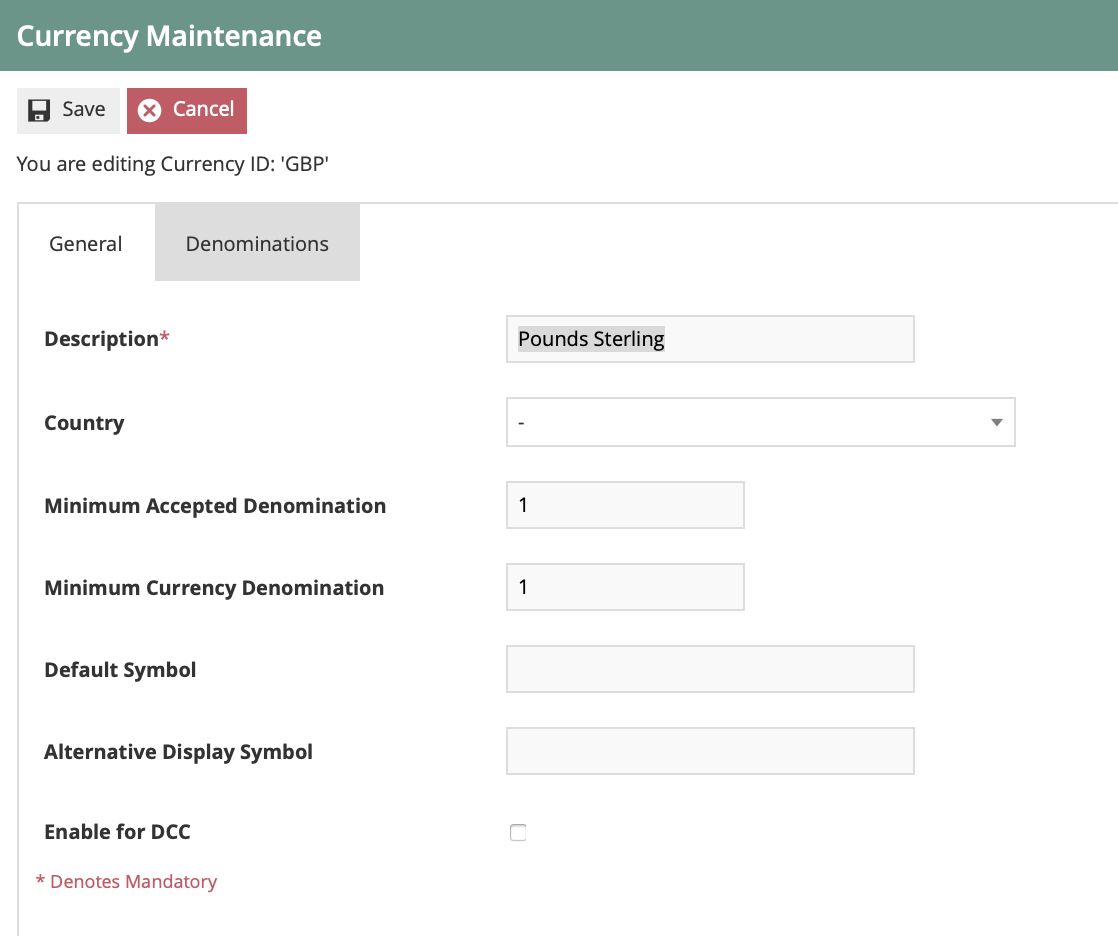 Currency Maintenance
Save Cancel
You are editing Currency ID: 'GBP'
General Denominations
Description* Pounds Sterling
Country -
Minimum Accepted Denomination 1
Minimum Currency Denomination 1
Default Symbol
Alternative Display Symbol
Enable for DCC
* Denotes Mandatory